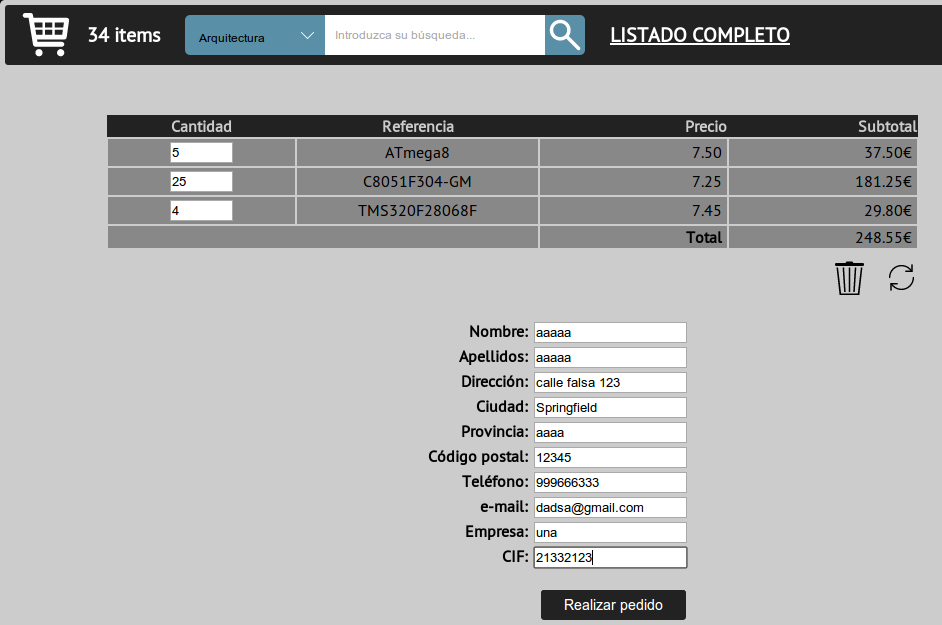 34 items Arquitectura Introduzca su búsqueda... LISTADO COMPLETO
Cantidad Referencia Precio Subtotal
5 ATmega8 7.50 37.50€
25 C8051F304-GM 7.25 181.25€
4 TMS320F28068F 7.45 29.80€
Total 248.55€
Nombre: aaaaa
Apellidos: aaaaa
Dirección: calle falsa 123
Ciudad: Springfield
Provincia: aaaa
Código postal: 12345
Teléfono: 999666333
e-mail: dadsa@gmail.com
Empresa: una
CIF: 21332123
Realizar pedido